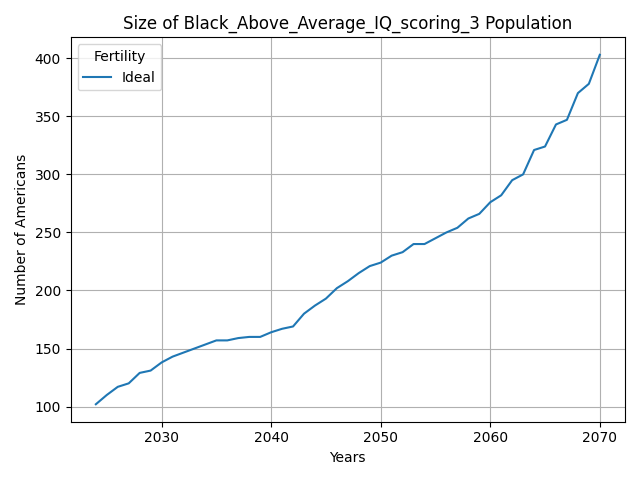 Size of Black_Above_Average_IQ_scoring_3 Population
Fertility
Ideal
Number of Americans
400
350
300
250
200
150
100
2030 2040 2050 2060 2070
Years